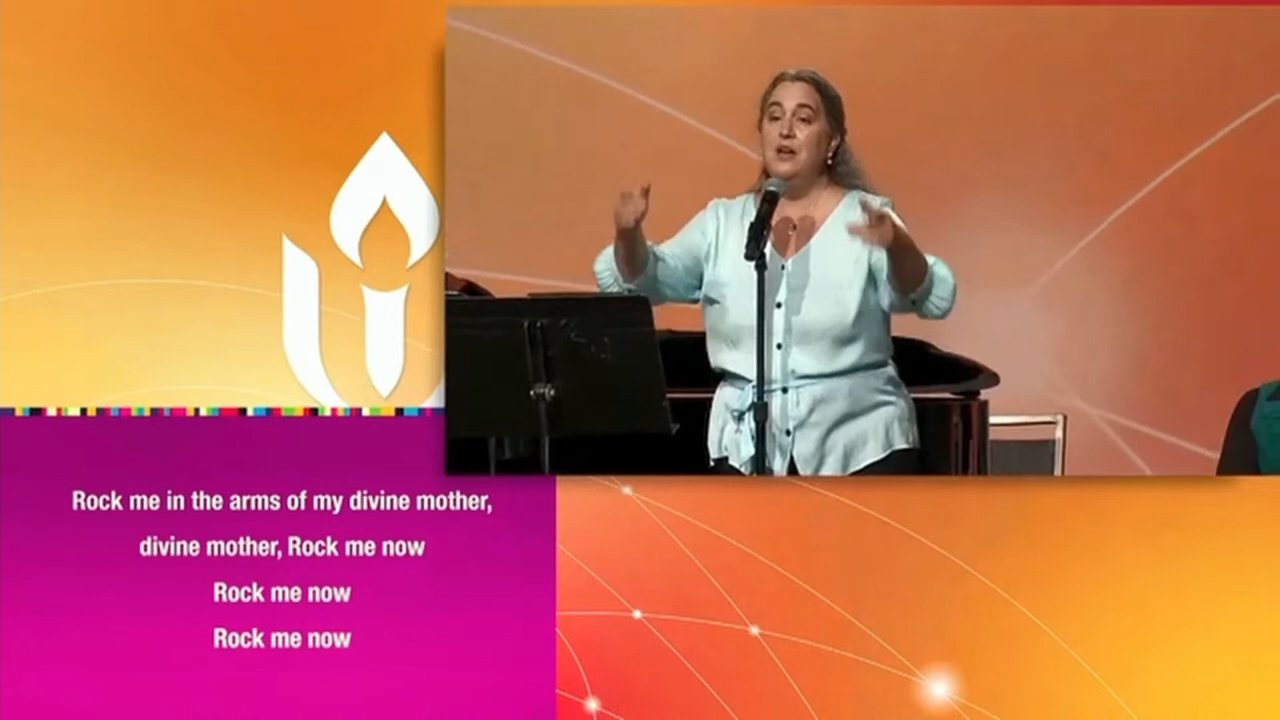 Rock me in the arms of my divine mother,
divine mother, Rock me now
Rock me now
Rock me now